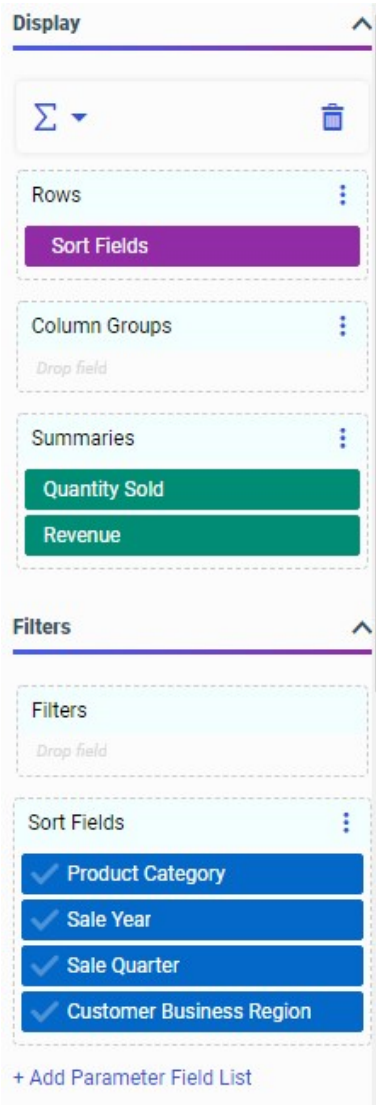 Display
Σ
Rows
Sort Fields
Column Groups
Drop field
Summaries
Quantity Sold
Revenue
Filters
Filters
Drop field
Sort Fields
Product Category
Sale Year
Sale Quarter
Customer Business Region
+ Add Parameter Field List